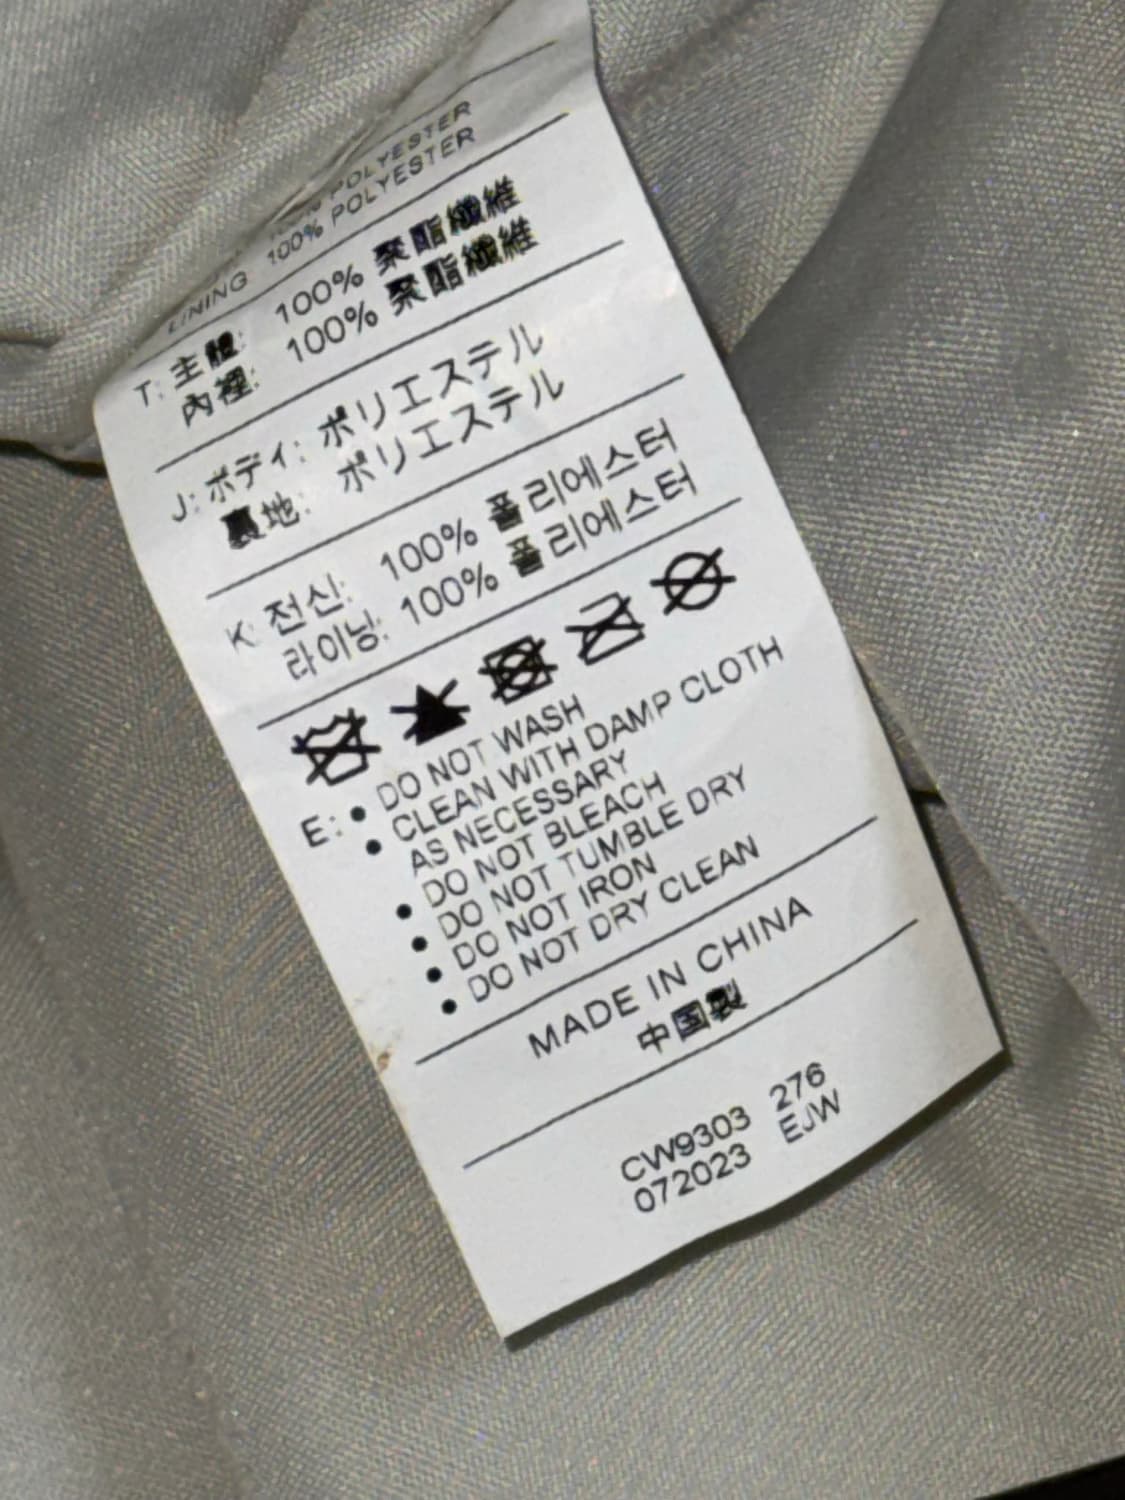 POLYESTER
LINING 100% POLYESTER
T: 主體: 100% 聚酯纖維
內裡: 100% 聚酯纖維
J: ボディ: ポリエステル
裏地: ポリエステル
K: 전신: 100% 폴리에스터
라이닝: 100% 폴리에스터
E: • DO NOT WASH
• CLEAN WITH DAMP CLOTH
AS NECESSARY
• DO NOT BLEACH
• DO NOT TUMBLE DRY
• DO NOT IRON
• DO NOT DRY CLEAN
MADE IN CHINA
中国製
CW9303 276
072023 EJW